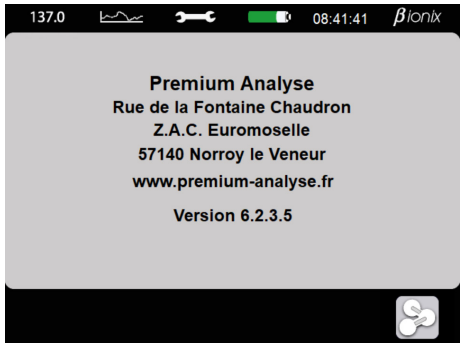 137.0 08:41:41 βionix
Premium Analyse
Rue de la Fontaine Chaudron
Z.A.C. Euromoselle
57140 Norroy le Veneur
www.premium-analyse.fr
Version 6.2.3.5